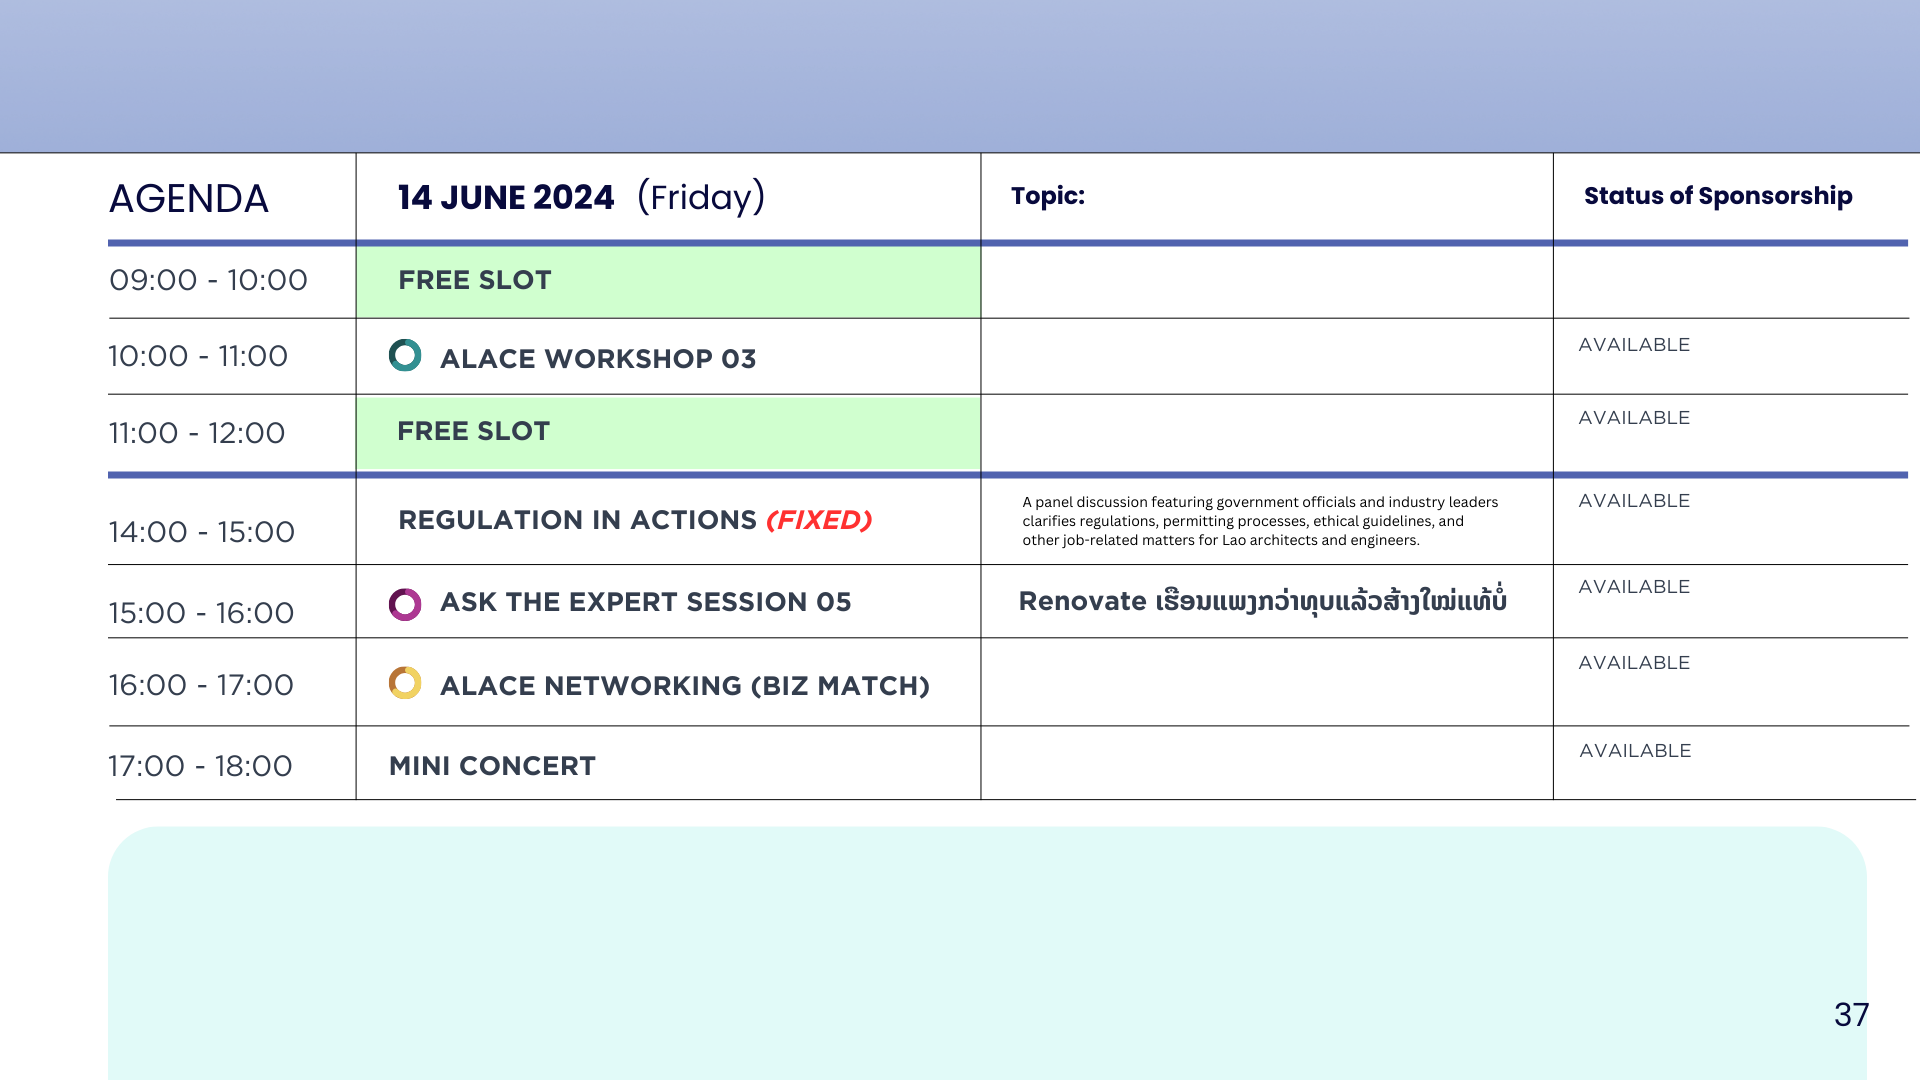 AGENDA 14 JUNE 2024 (Friday) Topic: Status of Sponsorship
09:00 - 10:00 FREE SLOT
10:00 - 11:00 ALACE WORKSHOP 03 AVAILABLE
11:00 - 12:00 FREE SLOT AVAILABLE
14:00 - 15:00 REGULATION IN ACTIONS (FIXED)
A panel discussion featuring government officials and industry leaders
clarifies regulations, permitting processes, ethical guidelines, and
other job-related matters for Lao architects and engineers.
AVAILABLE
15:00 - 16:00 ASK THE EXPERT SESSION 05 Renovate ເຮືອນແພງກວ່າທຸບແລ້ວສ້າງໃໝ່ແທ້ບໍ່ AVAILABLE
16:00 - 17:00 ALACE NETWORKING (BIZ MATCH) AVAILABLE
17:00 - 18:00 MINI CONCERT AVAILABLE
37